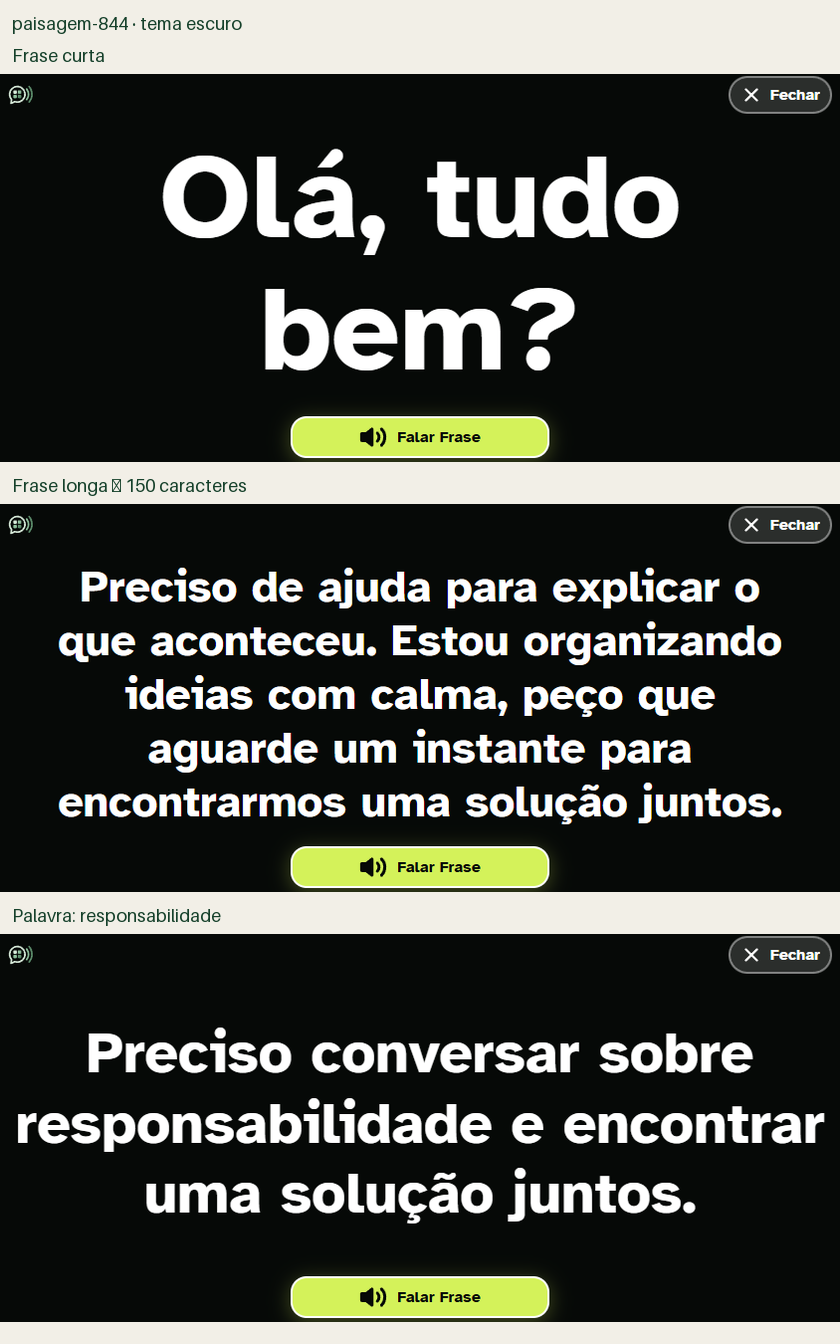 paisagem-844 · tema escuro
Frase curta
Fechar
Olá, tudo
bem?
Falar Frase
Frase longa 150 caracteres
Fechar
Preciso de ajuda para explicar o
que aconteceu. Estou organizando
ideias com calma, peço que
aguarde um instante para
encontrarmos uma solução juntos.
Falar Frase
Palavra: responsabilidade
Fechar
Preciso conversar sobre
responsabilidade e encontrar
uma solução juntos.
Falar Frase